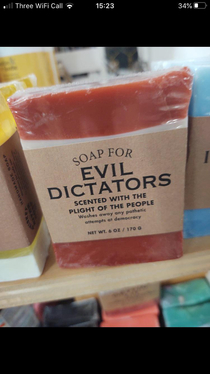 Three WiFi Call
15:23
34%
SOAP FOR
EVIL
DICTATORS
SCENTED WITH THE
PLIGHT OF THE PEOPLE
Washes away any pathetic
attempts at democracy
NET WT. 6 OZ / 170 G